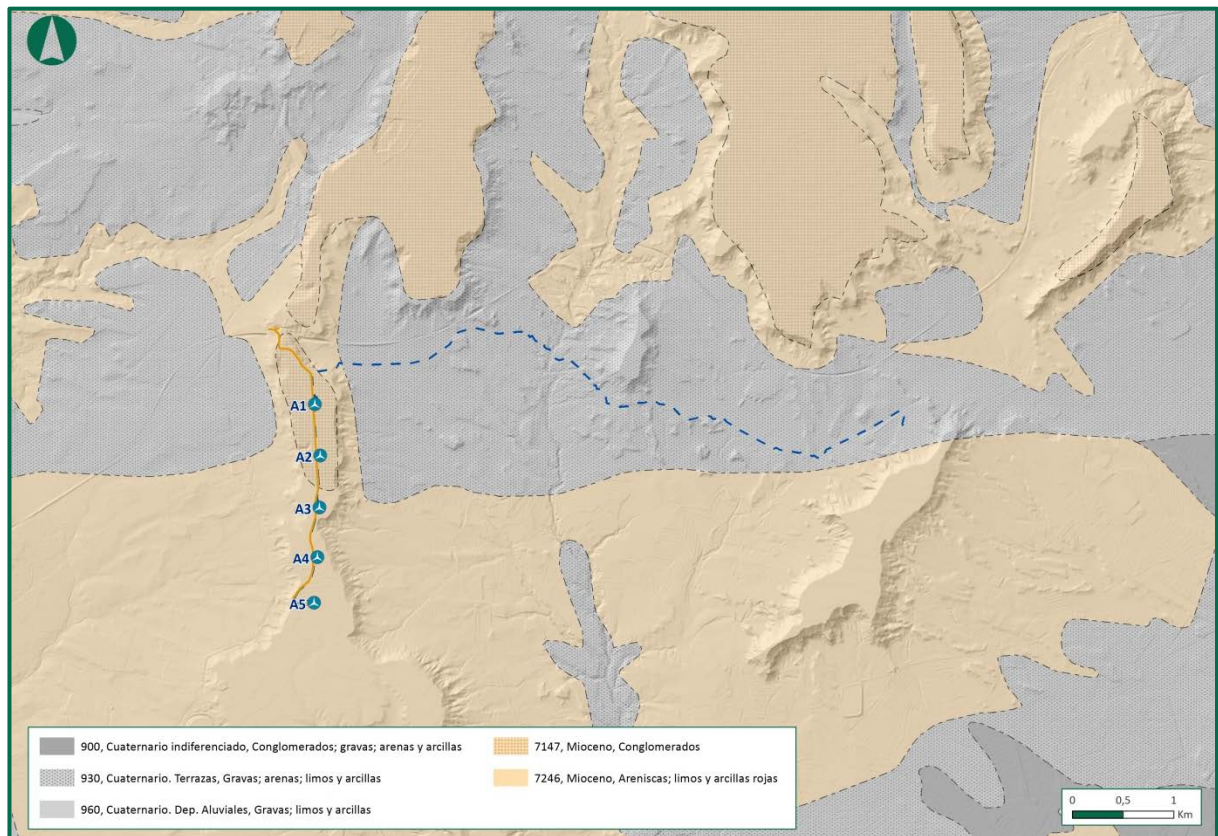 A1
A2
A3
A4
A5
900, Cuaternario indiferenciado, Conglomerados; gravas; arenas y arcillas
930, Cuaternario. Terrazas, Gravas; arenas; limos y arcillas
960, Cuaternario. Dep. Aluviales, Gravas; limos y arcillas
7147, Mioceno, Conglomerados
7246, Mioceno, Areniscas; limos y arcillas rojas
0 0,5 1
Km